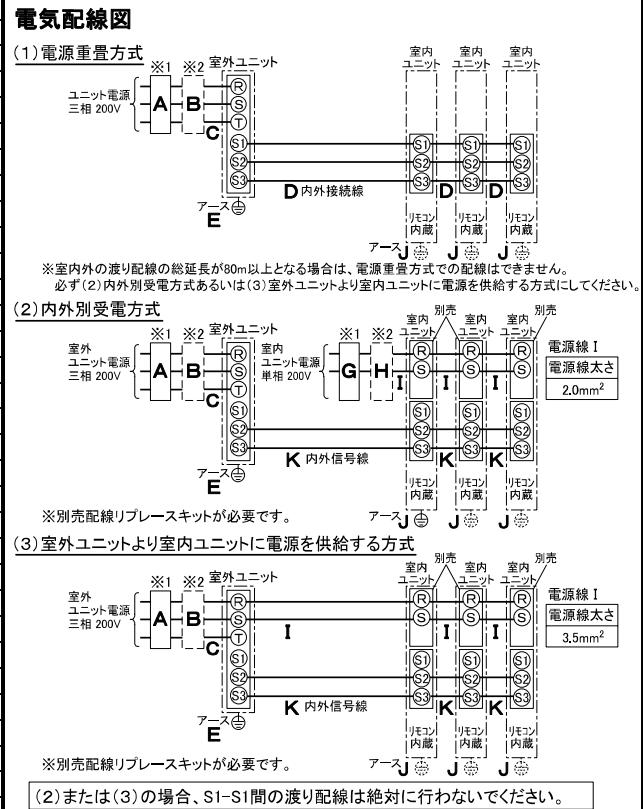 電気配線図
(1)電源重畳方式
※1 ※2 室外ユニット
室内ユニット 室内ユニット 室内ユニット
ユニット電源
三相 200V
A B C
R
S
T
S1 S1 S1 S1
S2 S2 S2 S2
S3 S3 S3 S3
D内外接続線 D D
アース
E
リモコン内蔵 リモコン内蔵 リモコン内蔵
アース J J J
※室内外の渡り配線の総延長が80m以上となる場合は、電源重畳方式での配線はできません。
必ず(2)内外別受電方式あるいは(3)室外ユニットより室内ユニットに電源を供給する方式にしてください。
(2)内外別受電方式
※1 ※2 室外ユニット ※1 ※2
室内ユニット 別売 室内ユニット 室内ユニット 別売
室外
ユニット電源
三相 200V
A B C
室内
ユニット電源
単相 200V
G H I I I
R R R R
S S S S
T
S1 S1 S1 S1
S2 S2 S2 S2
S3 S3 S3 S3
電源線 I
電源線太さ
2.0mm²
K 内外信号線 K K
アース
E
リモコン内蔵 リモコン内蔵 リモコン内蔵
※別売配線リプレースキットが必要です。
アース J J J
(3)室外ユニットより室内ユニットに電源を供給する方式
※1 ※2 室外ユニット
室内ユニット 別売 室内ユニット 室内ユニット 別売
室外
ユニット電源
三相 200V
A B C
R R R R
S S S S
T
I I I
S1 S1 S1 S1
S2 S2 S2 S2
S3 S3 S3 S3
電源線 I
電源線太さ
3.5mm²
K 内外信号線 K K
アース
E
リモコン内蔵 リモコン内蔵 リモコン内蔵
※別売配線リプレースキットが必要です。
アース J J J
(2)または(3)の場合、S1-S1間の渡り配線は絶対に行わないでください。